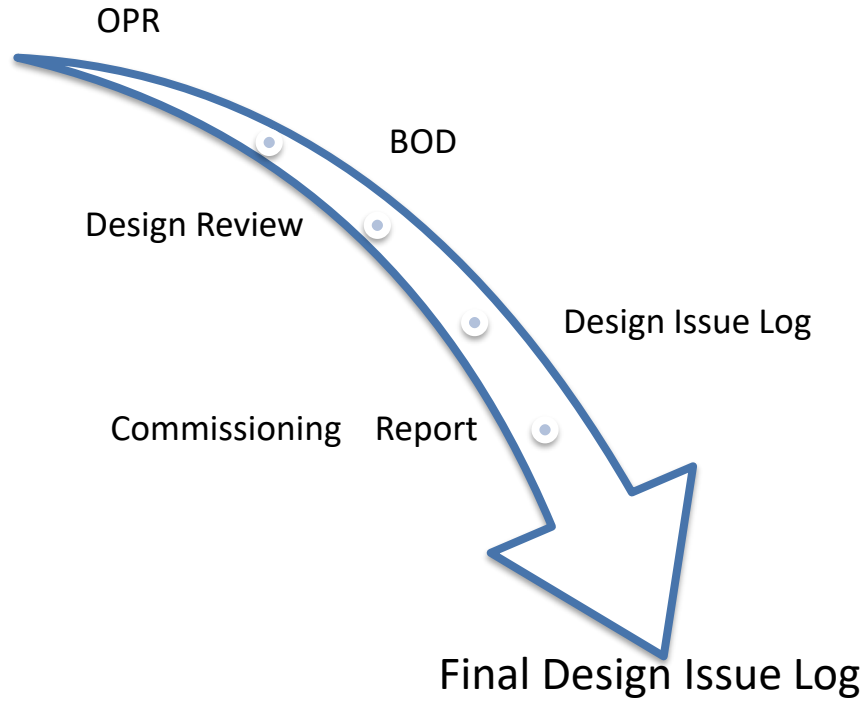 OPR
BOD
Design Review
Design Issue Log
Commissioning Report
Final Design Issue Log